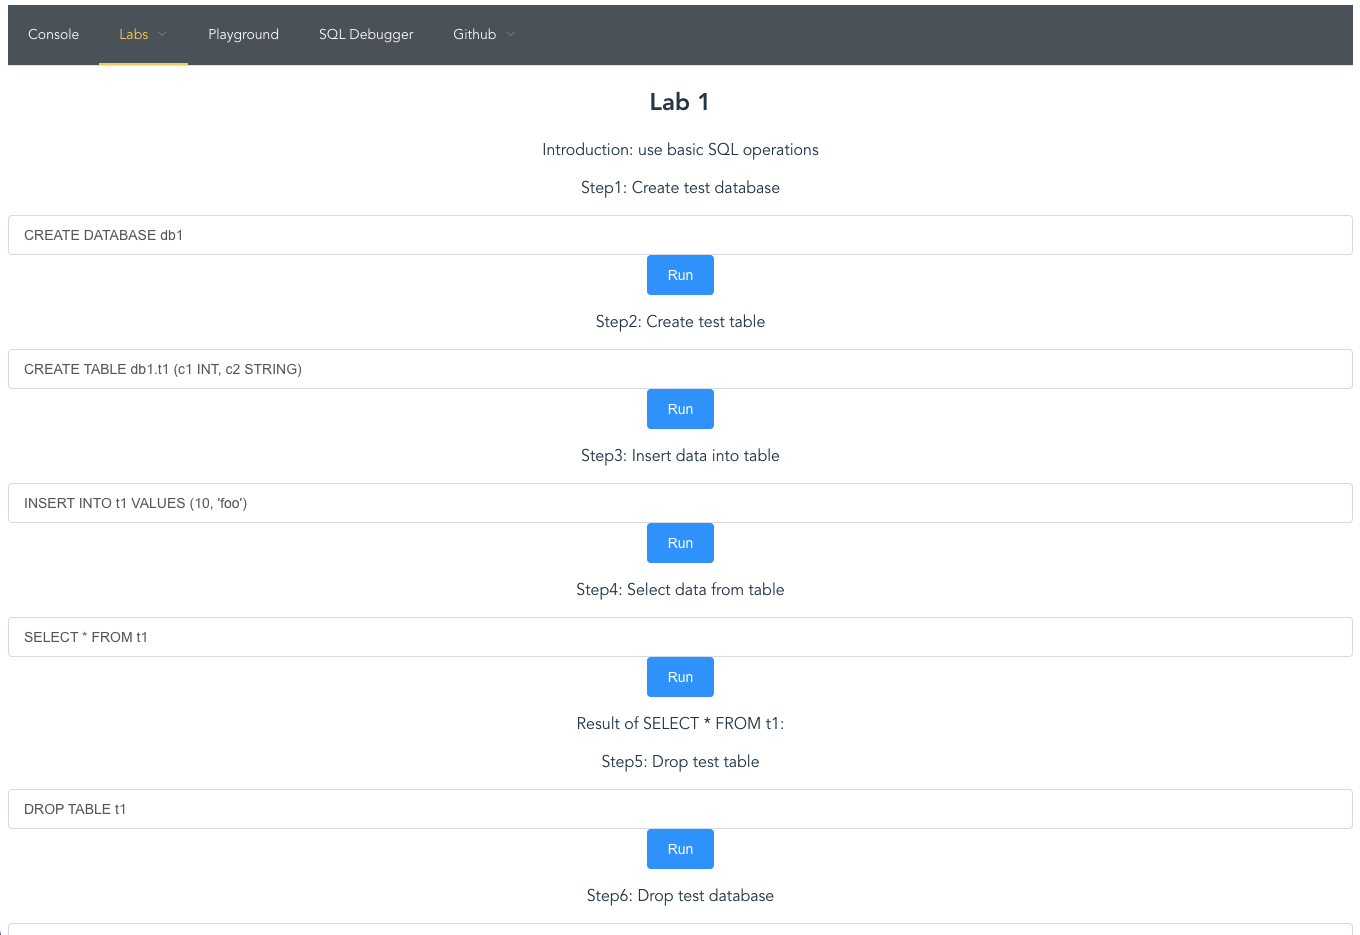 Console Labs Playground SQL Debugger Github
Lab 1
Introduction: use basic SQL operations
Step1: Create test database
CREATE DATABASE db1
Run
Step2: Create test table
CREATE TABLE db1.t1 (c1 INT, c2 STRING)
Run
Step3: Insert data into table
INSERT INTO t1 VALUES (10, 'foo')
Run
Step4: Select data from table
SELECT * FROM t1
Run
Result of SELECT * FROM t1:
Step5: Drop test table
DROP TABLE t1
Run
Step6: Drop test database